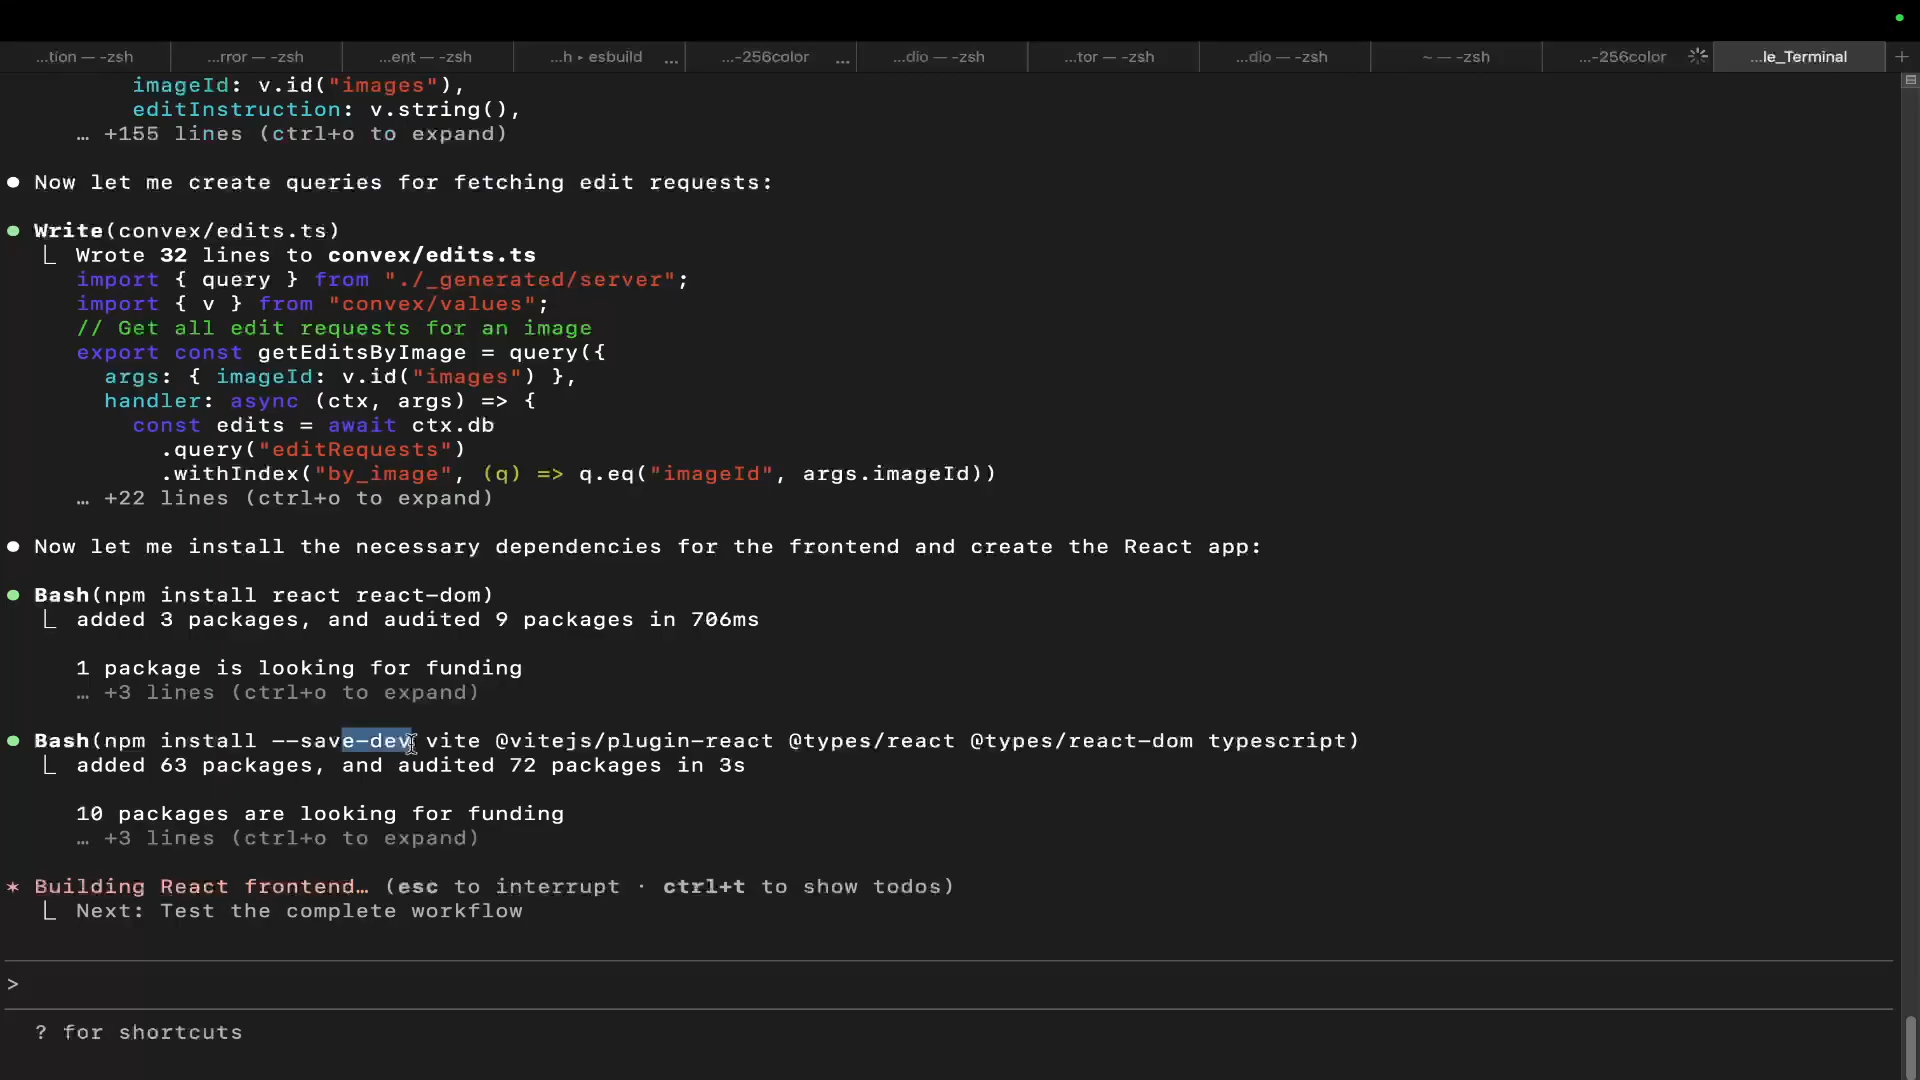 ...tion — -zsh ...rror — -zsh ...ent — -zsh ...h ▸ esbuild ... ...-256color ... ...dio — -zsh ...tor — -zsh ...dio — -zsh ~ — -zsh ...-256color ...le_Terminal +
imageId: v.id("images"),
editInstruction: v.string(),
… +155 lines (ctrl+o to expand)
● Now let me create queries for fetching edit requests:
● Write(convex/edits.ts)
⎿ Wrote 32 lines to convex/edits.ts
import { query } from "./_generated/server";
import { v } from "convex/values";
// Get all edit requests for an image
export const getEditsByImage = query({
args: { imageId: v.id("images") },
handler: async (ctx, args) => {
const edits = await ctx.db
.query("editRequests")
.withIndex("by_image", (q) => q.eq("imageId", args.imageId))
… +22 lines (ctrl+o to expand)
● Now let me install the necessary dependencies for the frontend and create the React app:
● Bash(npm install react react-dom)
⎿ added 3 packages, and audited 9 packages in 706ms
1 package is looking for funding
… +3 lines (ctrl+o to expand)
● Bash(npm install --save-dev vite @vitejs/plugin-react @types/react @types/react-dom typescript)
⎿ added 63 packages, and audited 72 packages in 3s
10 packages are looking for funding
… +3 lines (ctrl+o to expand)
✶ Building React frontend… (esc to interrupt · ctrl+t to show todos)
⎿ Next: Test the complete workflow
>
? for shortcuts